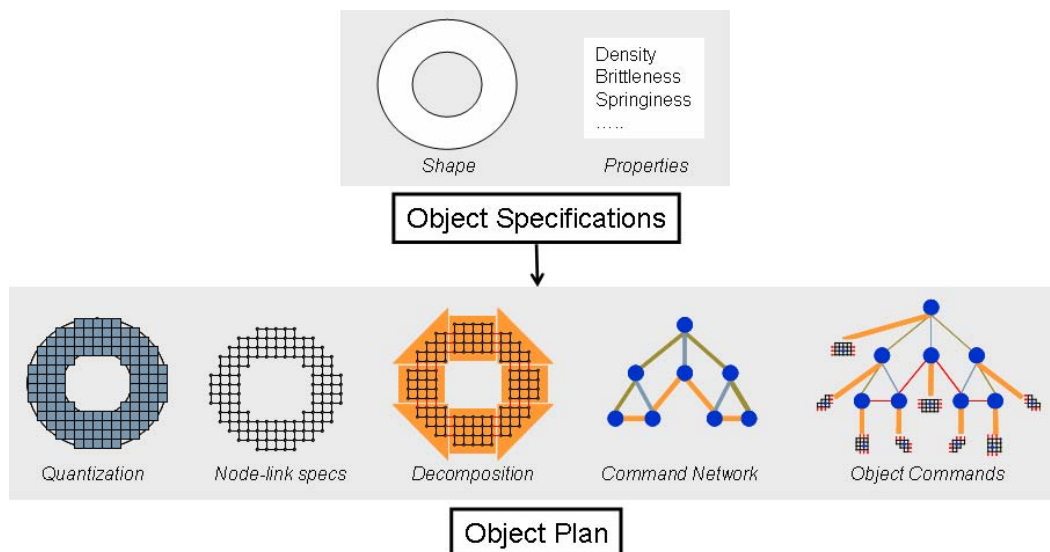 Density
Brittleness
Springiness
.....
Shape
Properties
Object Specifications
Quantization
Node-link specs
Decomposition
Command Network
Object Commands
Object Plan